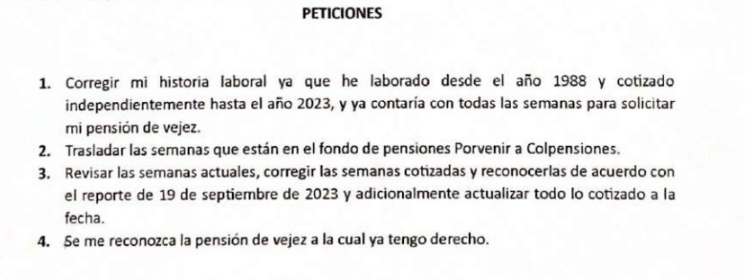 PETICIONES
1. Corregir mi historia laboral ya que he laborado desde el año 1988 y cotizado
independientemente hasta el año 2023, y ya contaría con todas las semanas para solicitar
mi pensión de vejez.
2. Trasladar las semanas que están en el fondo de pensiones Porvenir a Colpensiones.
3. Revisar las semanas actuales, corregir las semanas cotizadas y reconocerlas de acuerdo con
el reporte de 19 de septiembre de 2023 y adicionalmente actualizar todo lo cotizado a la
fecha.
4. Se me reconozca la pensión de vejez a la cual ya tengo derecho.